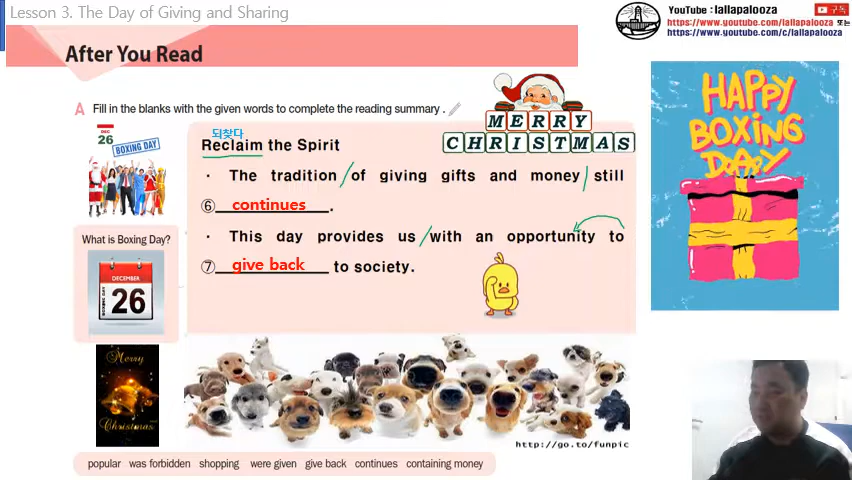 Lesson 3. The Day of Giving and Sharing
YouTube : lallapalooza
구독
https://www.youtube.com/lallapalooza 또는
https://www.youtube.com/c/lallapalooza
After You Read
A Fill in the blanks with the given words to complete the reading summary.
DEC
26
BOXING DAY
MERRY
CHRISTMAS
되찾다
Reclaim the Spirit
· The tradition of giving gifts and money still
⑥ continues .
· This day provides us with an opportunity to
⑦ give back to society.
What is Boxing Day?
DECEMBER
BOXING DAY
26
Merry
Christmas
HAPPY
BOXING
DAY
http://go.to/funpic
popular was forbidden shopping were given give back continues containing money